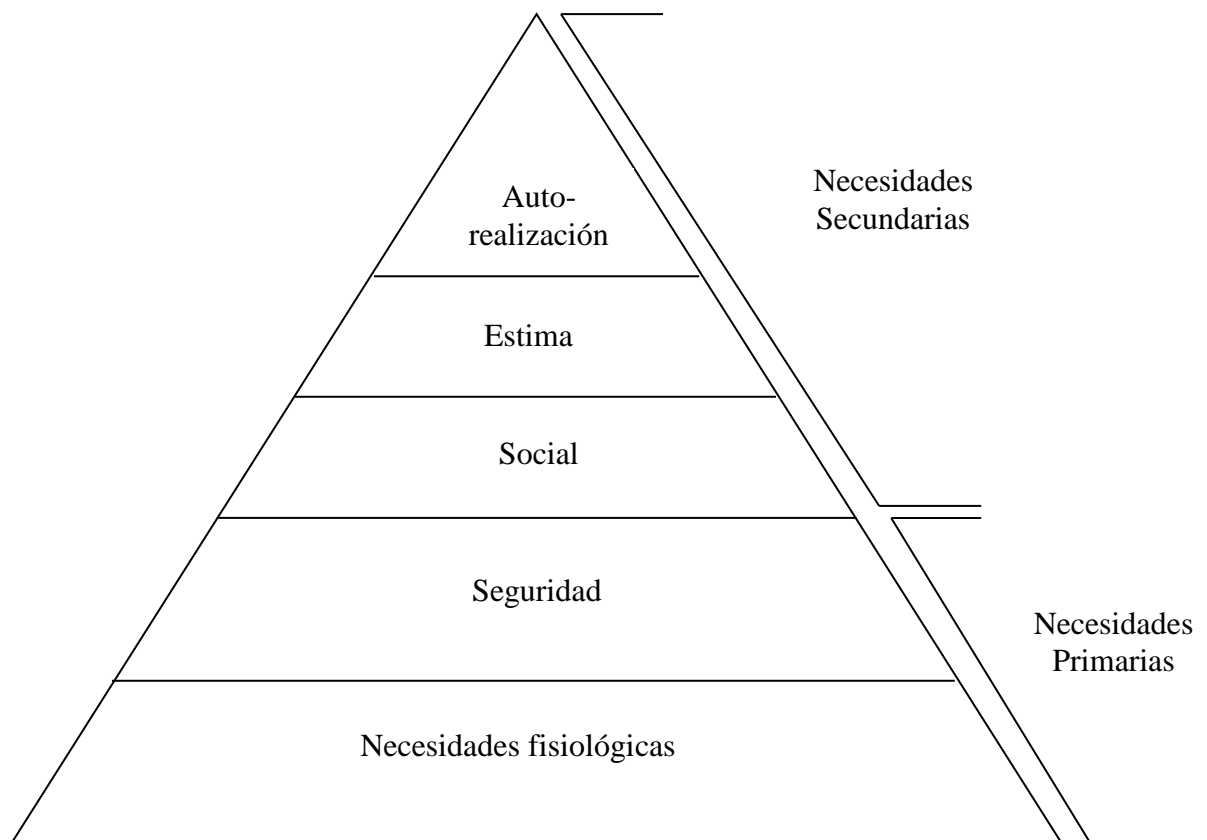 Necesidades
Secundarias
Auto-
realización
Estima
Social
Seguridad
Necesidades
Primarias
Necesidades fisiológicas